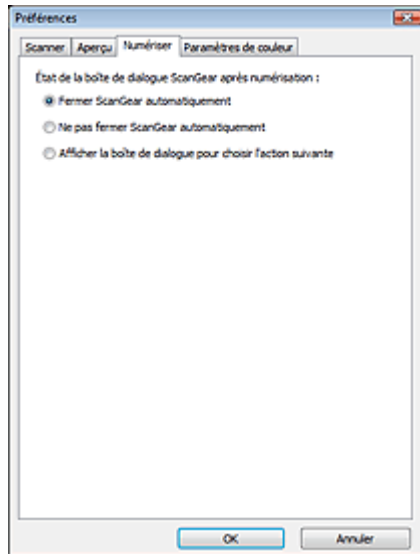 Préférences
Scanner Aperçu Numériser Paramètres de couleur
État de la boîte de dialogue ScanGear après numérisation :
Fermer ScanGear automatiquement
Ne pas fermer ScanGear automatiquement
Afficher la boîte de dialogue pour choisir l'action suivante
OK Annuler